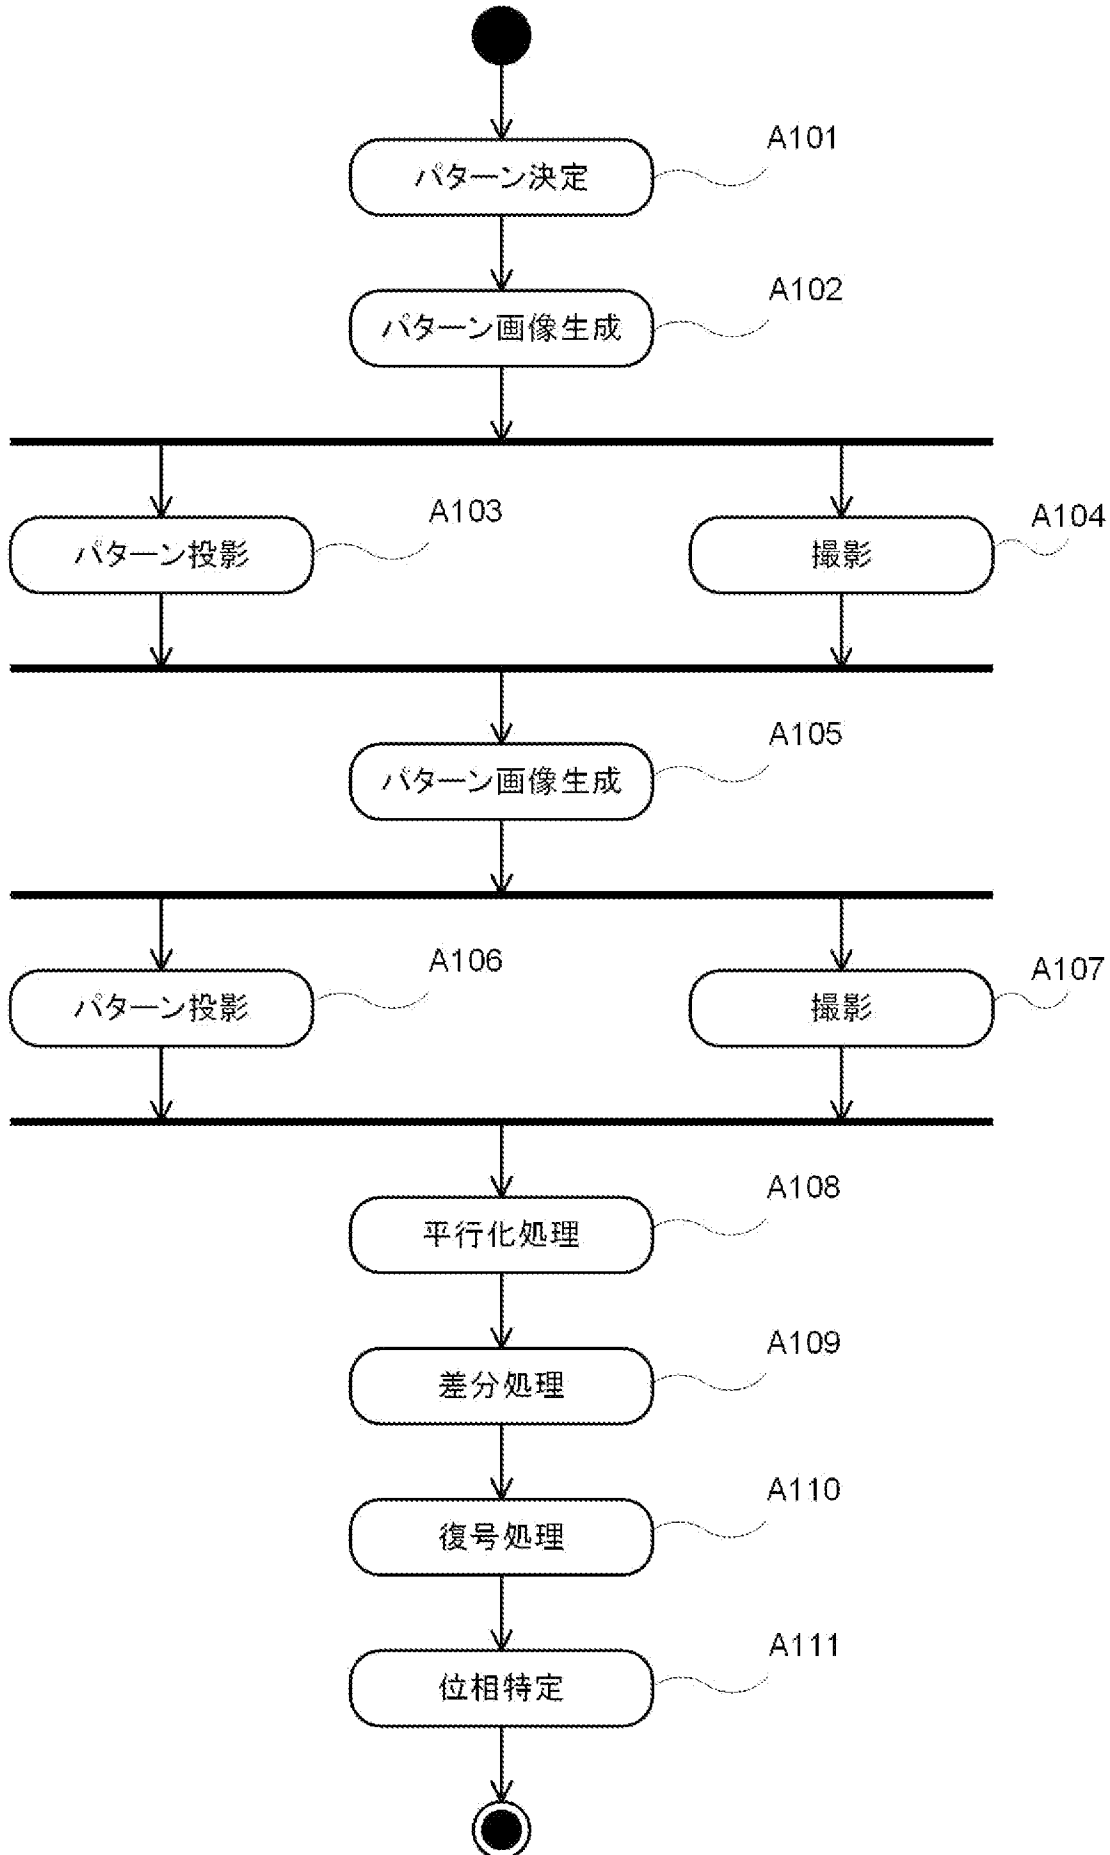 A101
パターン決定
A102
パターン画像生成
A103
パターン投影
A104
撮影
A105
パターン画像生成
A106
パターン投影
A107
撮影
A108
平行化処理
A109
差分処理
A110
復号処理
A111
位相特定